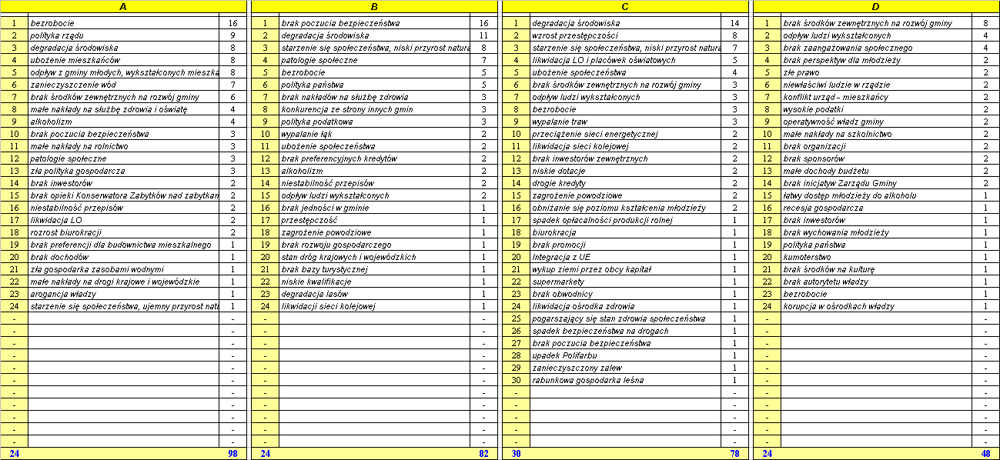 A
1 bezrobocie 16
2 polityka rządu 9
3 degradacja środowiska 8
4 ubożenie mieszkańców 8
5 odpływ z gminy młodych, wykształconych mieszka 8
6 zanieczyszczenie wód 7
7 brak środków zewnętrznych na rozwój gminy 6
8 małe nakłady na służbę zdrowia i oświatę 4
9 alkoholizm 4
10 brak poczucia bezpieczeństwa 3
11 małe nakłady na rolnictwo 3
12 patologie społeczne 3
13 zła polityka gospodarcza 3
14 brak inwestorów 2
15 brak opieki Konserwatora Zabytków nad zabytkan 2
16 niestabilność przepisów 2
17 likwidacja LO 2
18 rozrost biurokracji 2
19 brak preferencji dla budownictwa mieszkalnego 1
20 brak dochodów 1
21 zła gospodarka zasobami wodnymi 1
22 małe nakłady na drogi krajowe i wojewódzkie 1
23 arogancja władzy 1
24 starzenie się społeczeństwa, ujemny przyrost natu 1
- -
- -
- -
- -
- -
- -
- -
- -
- -
- -
- -
24 98
B
1 brak poczucia bezpieczeństwa 16
2 degradacja środowiska 11
3 starzenie się społeczeństwa, niski przyrost natura 8
4 patologie społeczne 7
5 bezrobocie 5
6 polityka państwa 5
7 brak nakładów na służbę zdrowia 3
8 konkurencja ze strony innych gmin 3
9 polityka podatkowa 3
10 wypalanie łąk 2
11 ubożenie społeczeństwa 2
12 brak preferencyjnych kredytów 2
13 alkoholizm 2
14 niestabilność przepisów 2
15 odpływ ludzi wykształconych 2
16 brak jedności w gminie 1
17 przestępczość 1
18 zagrożenie powodziowe 1
19 brak rozwoju gospodarczego 1
20 stan dróg krajowych i wojewódzkich 1
21 brak bazy turystycznej 1
22 niskie kwalifikacje 1
23 degradacja lasów 1
24 likwidacji sieci kolejowej 1
- -
- -
- -
- -
- -
- -
- -
- -
- -
- -
- -
24 82
C
1 degradacja środowiska 14
2 wzrost przestępczości 8
3 starzenie się społeczeństwa, niski przyrost natura 7
4 likwidacja LO i placówek oświatowych 5
5 ubożenie społeczeństwa 4
6 brak środków zewnętrznych na rozwój gminy 3
7 odpływ ludzi wykształconych 3
8 bezrobocie 3
9 wypalanie traw 3
10 przeciążenie sieci energetycznej 2
11 likwidacja sieci kolejowej 2
12 brak inwestorów zewnętrznych 2
13 niskie dotacje 2
14 drogie kredyty 2
15 zagrożenie powodziowe 2
16 obniżanie się poziomu kształcenia młodzieży 2
17 spadek opłacalności produkcji rolnej 1
18 biurokracja 1
19 brak promocji 1
20 Integracja z UE 1
21 wykup ziemi przez obcy kapitał 1
22 supermarkety 1
23 brak obwodnicy 1
24 likwidacja ośrodka zdrowia 1
25 pogarszający się stan zdrowia społeczeństwa 1
26 spadek bezpieczeństwa na drogach 1
27 brak poczucia bezpieczeństwa 1
28 upadek Polifarbu 1
29 zanieczyszczony zalew 1
30 rabunkowa gospodarka leśna 1
- -
- -
- -
- -
- -
30 78
D
1 brak środków zewnętrznych na rozwój gminy 8
2 odpływ ludzi wykształconych 4
3 brak zaangażowania społecznego 4
4 brak perspektyw dla młodzieży 2
5 złe prawo 2
6 niewłaściwi ludzie w rządzie 2
7 konflikt urząd - mieszkańcy 2
8 wysokie podatki 2
9 operatywność władz gminy 2
10 małe nakłady na szkolnictwo 2
11 brak organizacji 2
12 brak sponsorów 2
13 małe dochody budżetu 2
14 brak inicjatyw Zarządu Gminy 2
15 łatwy dostęp młodzieży do alkoholu 1
16 recesja gospodarcza 1
17 brak inwestorów 1
18 brak wychowania młodzieży 1
19 polityka państwa 1
20 kumoterstwo 1
21 brak środków na kulturę 1
22 brak autorytetu władzy 1
23 bezrobocie 1
24 korupcja w ośrodkach władzy 1
- -
- -
- -
- -
- -
- -
- -
- -
- -
- -
- -
24 48